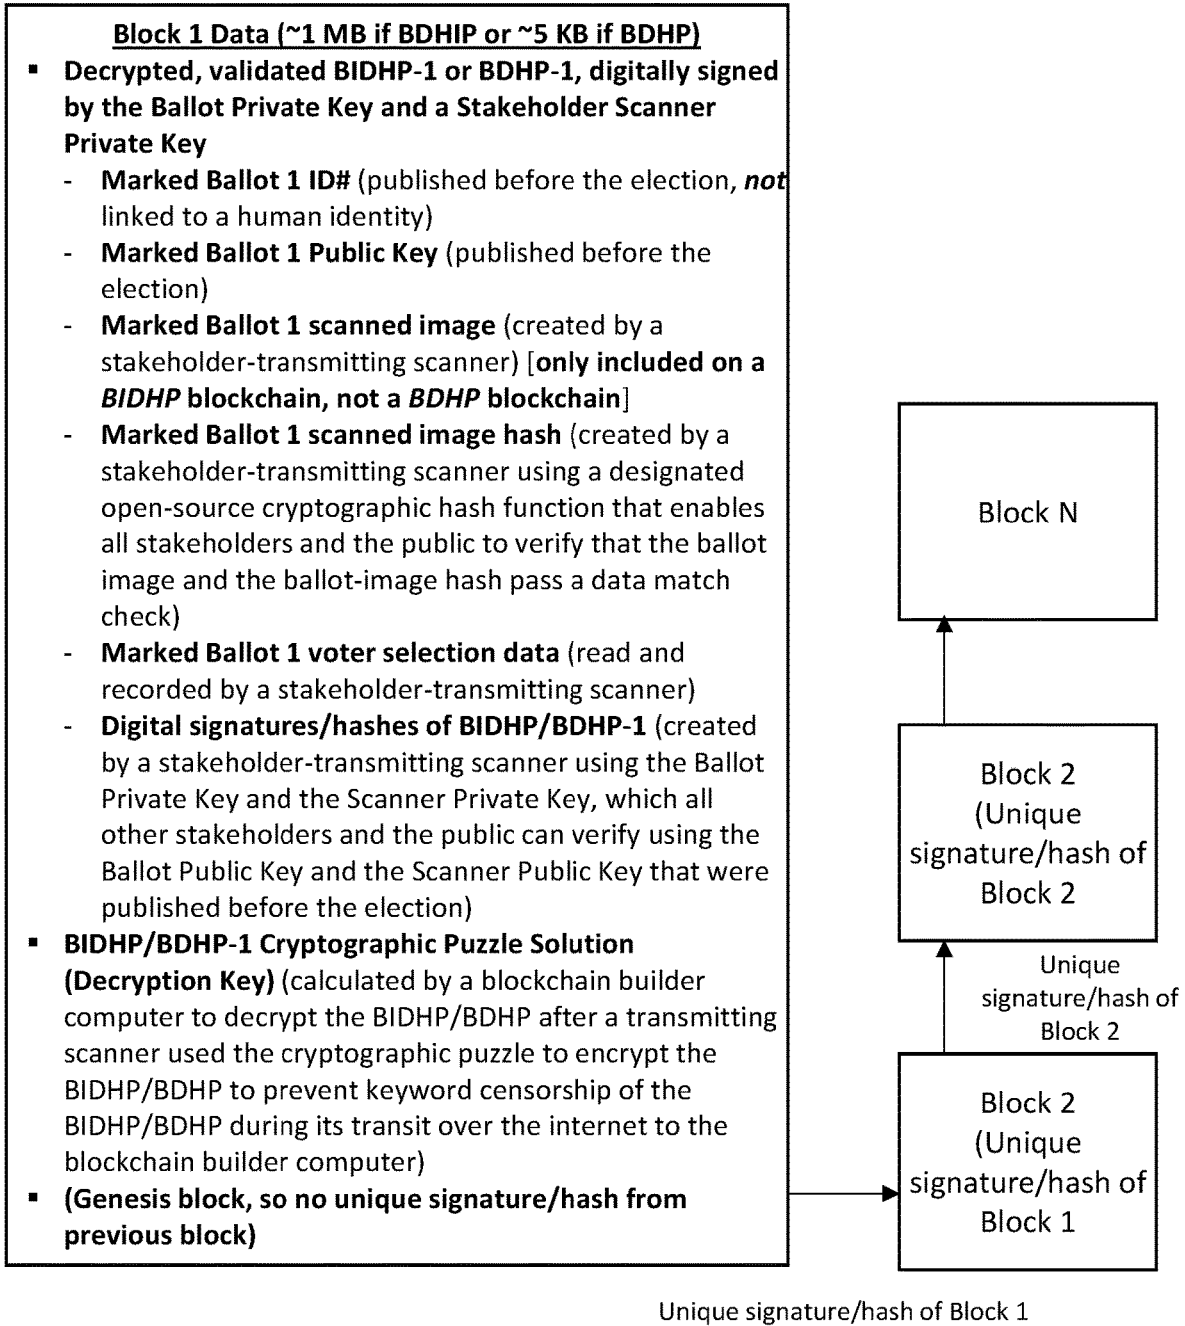 Block 1 Data (~1 MB if BDHIP or ~5 KB if BDHP)
▪ Decrypted, validated BIDHP-1 or BDHP-1, digitally signed
by the Ballot Private Key and a Stakeholder Scanner
Private Key
- Marked Ballot 1 ID# (published before the election, not
linked to a human identity)
- Marked Ballot 1 Public Key (published before the
election)
- Marked Ballot 1 scanned image (created by a
stakeholder-transmitting scanner) [only included on a
BIDHP blockchain, not a BDHP blockchain]
- Marked Ballot 1 scanned image hash (created by a
stakeholder-transmitting scanner using a designated
open-source cryptographic hash function that enables
all stakeholders and the public to verify that the ballot
image and the ballot-image hash pass a data match
check)
- Marked Ballot 1 voter selection data (read and
recorded by a stakeholder-transmitting scanner)
- Digital signatures/hashes of BIDHP/BDHP-1 (created
by a stakeholder-transmitting scanner using the Ballot
Private Key and the Scanner Private Key, which all
other stakeholders and the public can verify using the
Ballot Public Key and the Scanner Public Key that were
published before the election)
▪ BIDHP/BDHP-1 Cryptographic Puzzle Solution
(Decryption Key) (calculated by a blockchain builder
computer to decrypt the BIDHP/BDHP after a transmitting
scanner used the cryptographic puzzle to encrypt the
BIDHP/BDHP to prevent keyword censorship of the
BIDHP/BDHP during its transit over the internet to the
blockchain builder computer)
▪ (Genesis block, so no unique signature/hash from
previous block)
Unique signature/hash of Block 1
Block 2
(Unique
signature/hash of
Block 1
Unique
signature/hash of
Block 2
Block 2
(Unique
signature/hash of
Block 2
Block N